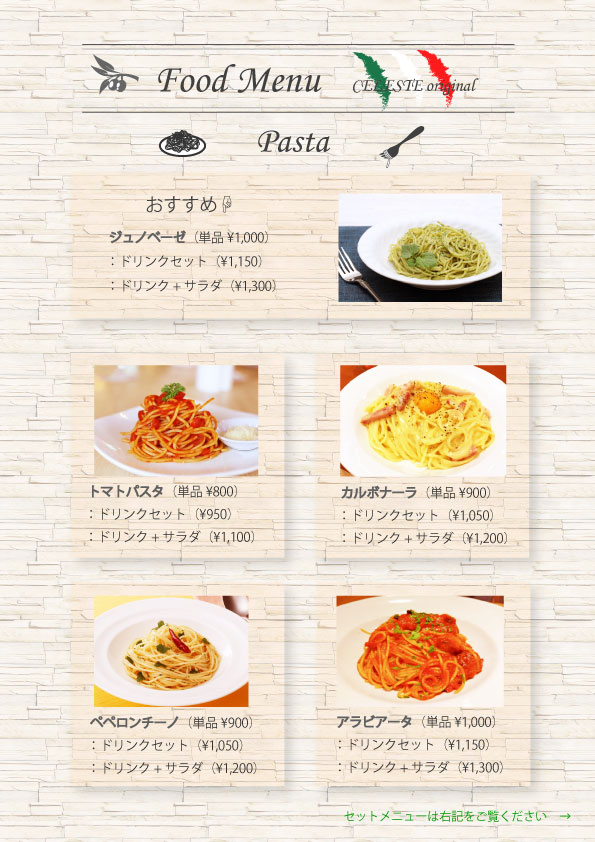 Food Menu
CELESTE original
Pasta
おすすめ☟
ジュノベーゼ（単品 ¥1,000）
：ドリンクセット（¥1,150）
：ドリンク + サラダ（¥1,300）
トマトパスタ（単品 ¥800）
：ドリンクセット（¥950）
：ドリンク + サラダ（¥1,100）
カルボナーラ（単品 ¥900）
：ドリンクセット（¥1,050）
：ドリンク + サラダ（¥1,200）
ペペロンチーノ（単品 ¥900）
：ドリンクセット（¥1,050）
：ドリンク + サラダ（¥1,200）
アラビアータ（単品 ¥1,000）
：ドリンクセット（¥1,150）
：ドリンク + サラダ（¥1,300）
セットメニューは右記をご覧ください　→